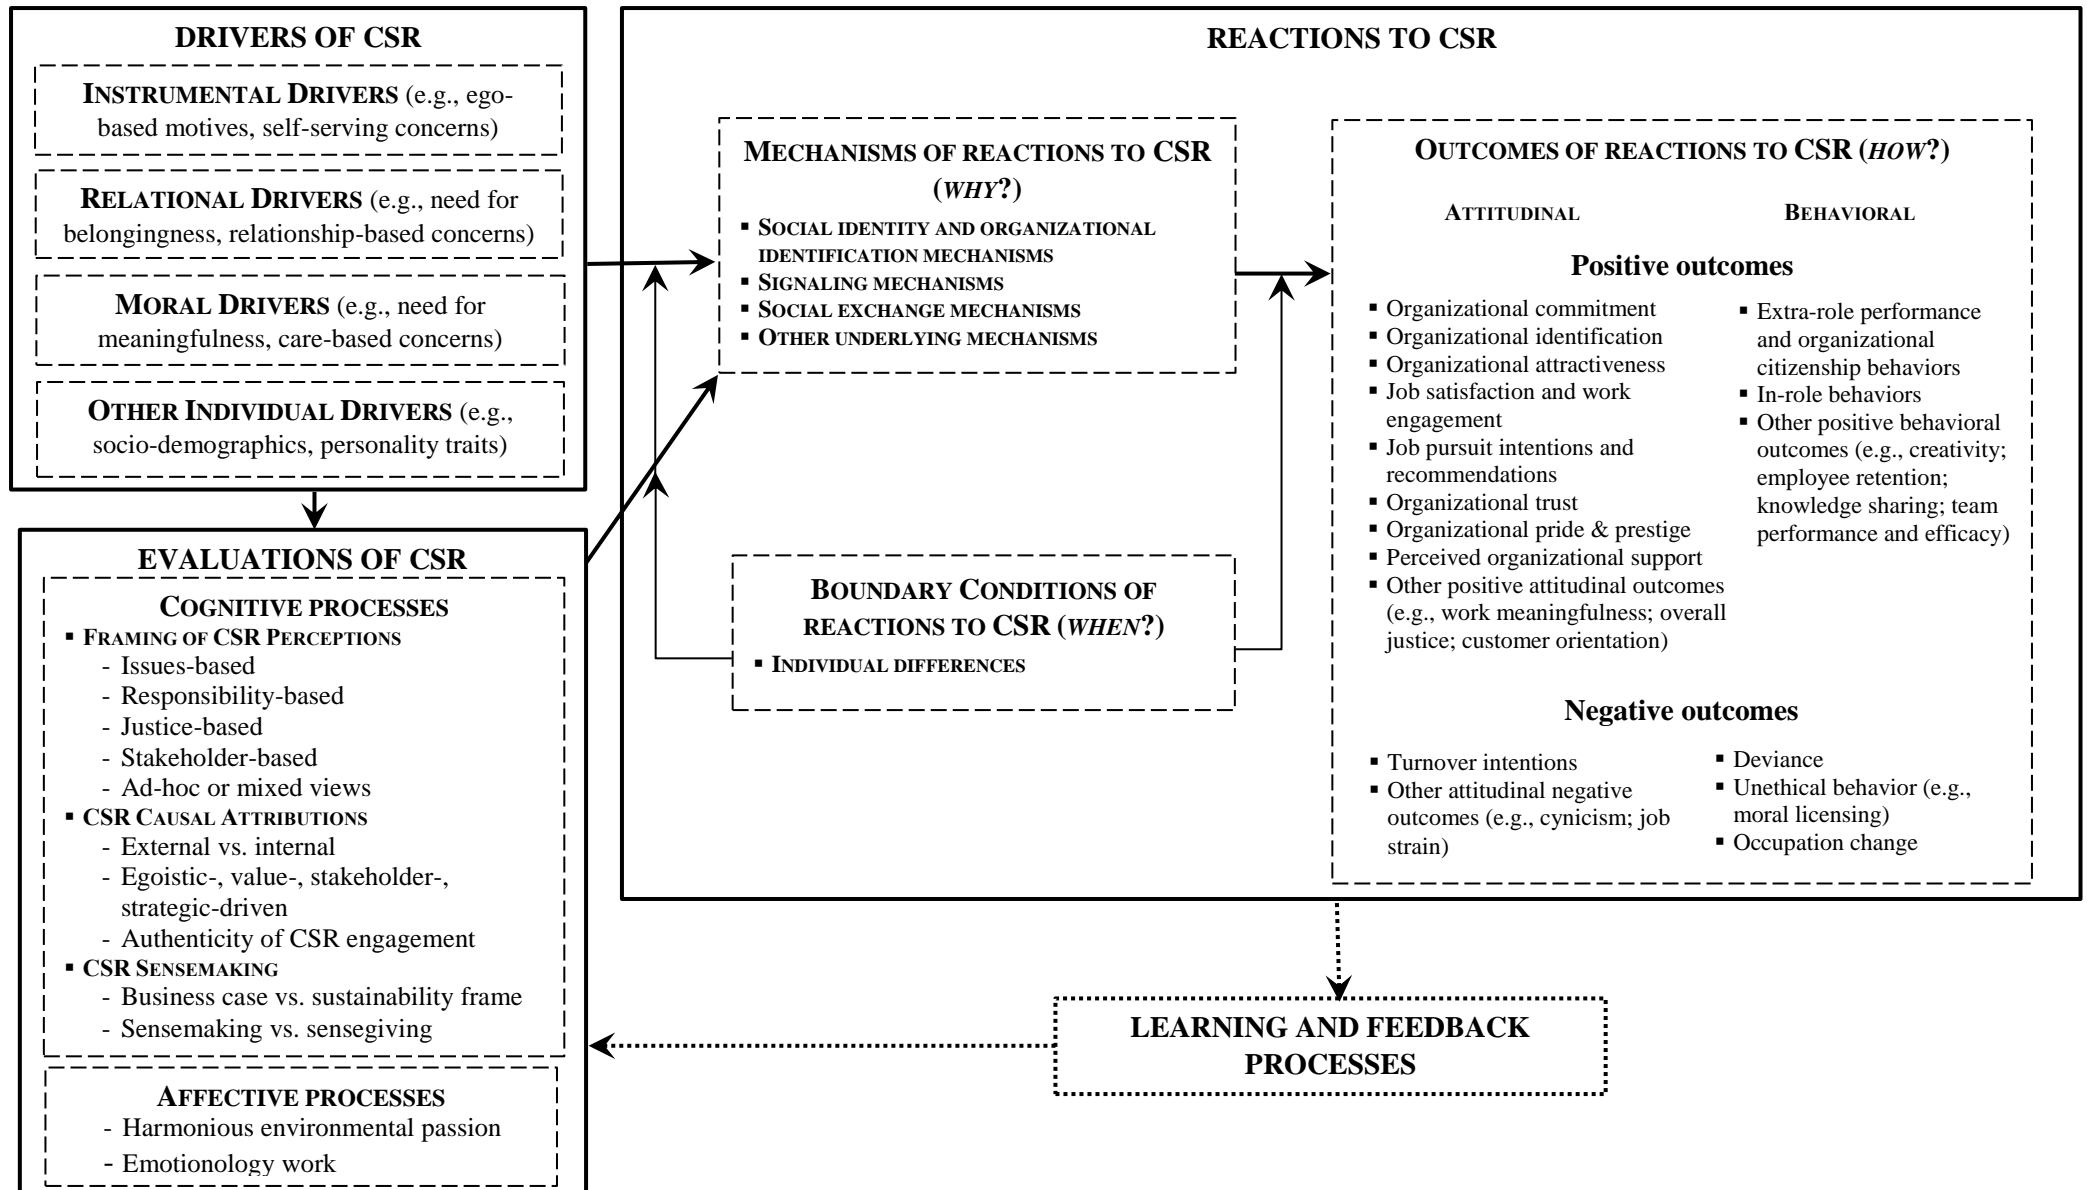 DRIVERS OF CSR
INSTRUMENTAL DRIVERS (e.g., ego-
based motives, self-serving concerns)
RELATIONAL DRIVERS (e.g., need for
belongingness, relationship-based concerns)
MORAL DRIVERS (e.g., need for
meaningfulness, care-based concerns)
OTHER INDIVIDUAL DRIVERS (e.g.,
socio-demographics, personality traits)
EVALUATIONS OF CSR
COGNITIVE PROCESSES
▪ FRAMING OF CSR PERCEPTIONS
- Issues-based
- Responsibility-based
- Justice-based
- Stakeholder-based
- Ad-hoc or mixed views
▪ CSR CAUSAL ATTRIBUTIONS
- External vs. internal
- Egoistic-, value-, stakeholder-,
strategic-driven
- Authenticity of CSR engagement
▪ CSR SENSEMAKING
- Business case vs. sustainability frame
- Sensemaking vs. sensegiving
AFFECTIVE PROCESSES
- Harmonious environmental passion
- Emotionology work
REACTIONS TO CSR
MECHANISMS OF REACTIONS TO CSR
(WHY?)
▪ SOCIAL IDENTITY AND ORGANIZATIONAL
IDENTIFICATION MECHANISMS
▪ SIGNALING MECHANISMS
▪ SOCIAL EXCHANGE MECHANISMS
▪ OTHER UNDERLYING MECHANISMS
BOUNDARY CONDITIONS OF
REACTIONS TO CSR (WHEN?)
▪ INDIVIDUAL DIFFERENCES
OUTCOMES OF REACTIONS TO CSR (HOW?)
ATTITUDINAL
BEHAVIORAL
Positive outcomes
▪ Organizational commitment
▪ Organizational identification
▪ Organizational attractiveness
▪ Job satisfaction and work
engagement
▪ Job pursuit intentions and
recommendations
▪ Organizational trust
▪ Organizational pride & prestige
▪ Perceived organizational support
▪ Other positive attitudinal outcomes
(e.g., work meaningfulness; overall
justice; customer orientation)
▪ Extra-role performance
and organizational
citizenship behaviors
▪ In-role behaviors
▪ Other positive behavioral
outcomes (e.g., creativity;
employee retention;
knowledge sharing; team
performance and efficacy)
Negative outcomes
▪ Turnover intentions
▪ Other attitudinal negative
outcomes (e.g., cynicism; job
strain)
▪ Deviance
▪ Unethical behavior (e.g.,
moral licensing)
▪ Occupation change
LEARNING AND FEEDBACK
PROCESSES